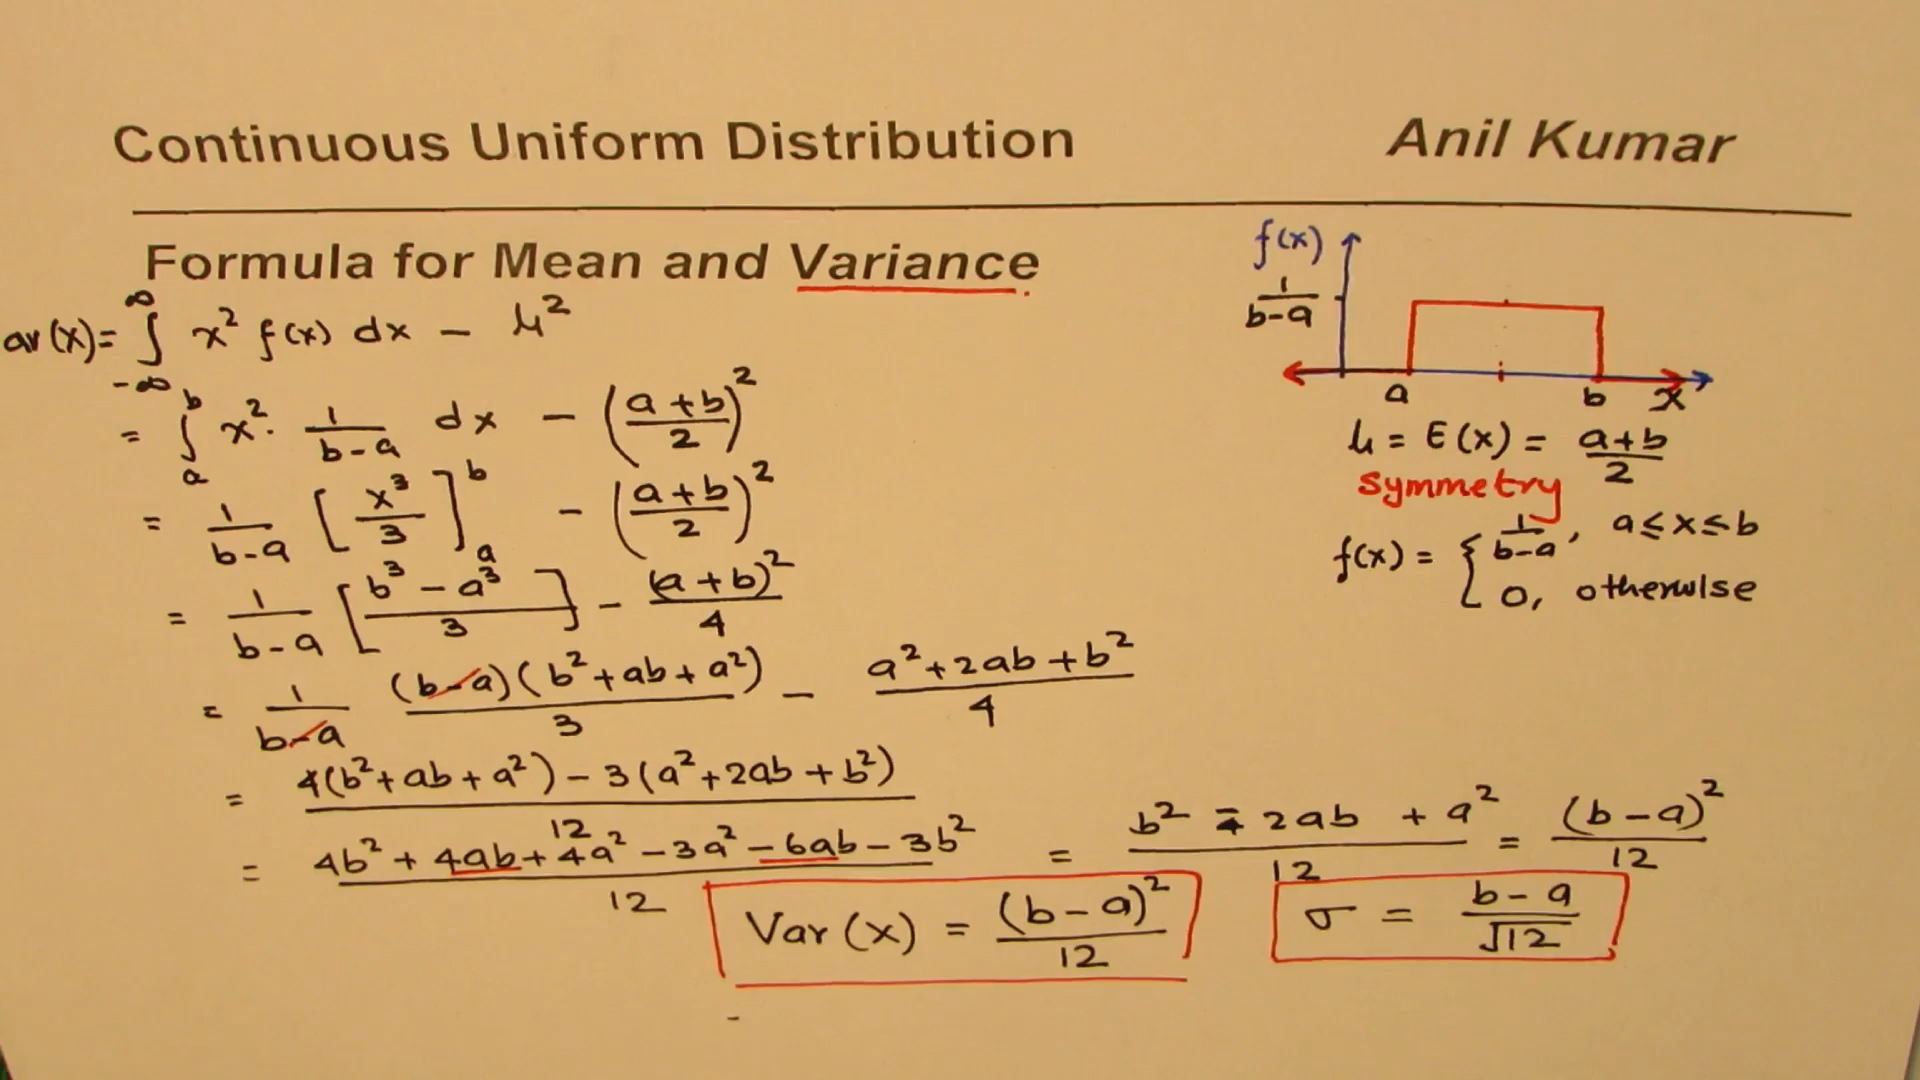 Continuous Uniform Distribution
Anil Kumar
Formula for Mean and Variance
ar(x) = ∫_{-∞}^{∞} x² f(x) dx − μ²
= ∫_a^b x² · 1/(b-a) dx − ((a+b)/2)²
= 1/(b-a) [x³/3]_a^b − ((a+b)/2)²
= 1/(b-a) [(b³ − a³)/3] − (a+b)²/4
= 1/(b-a) (b-a)(b²+ab+a²)/3 − (a²+2ab+b²)/4
= (4(b²+ab+a²) − 3(a²+2ab+b²))/12
= (4b² + 4ab + 4a² − 3a² − 6ab − 3b²)/12 = (b² − 2ab + a²)/12 = (b−a)²/12
Var(x) = (b−a)²/12
σ = (b−a)/√12
f(x)
1/(b-a)
a b x
μ = E(x) = (a+b)/2
Symmetry
f(x) = { 1/(b-a), a≤x≤b
0, otherwise